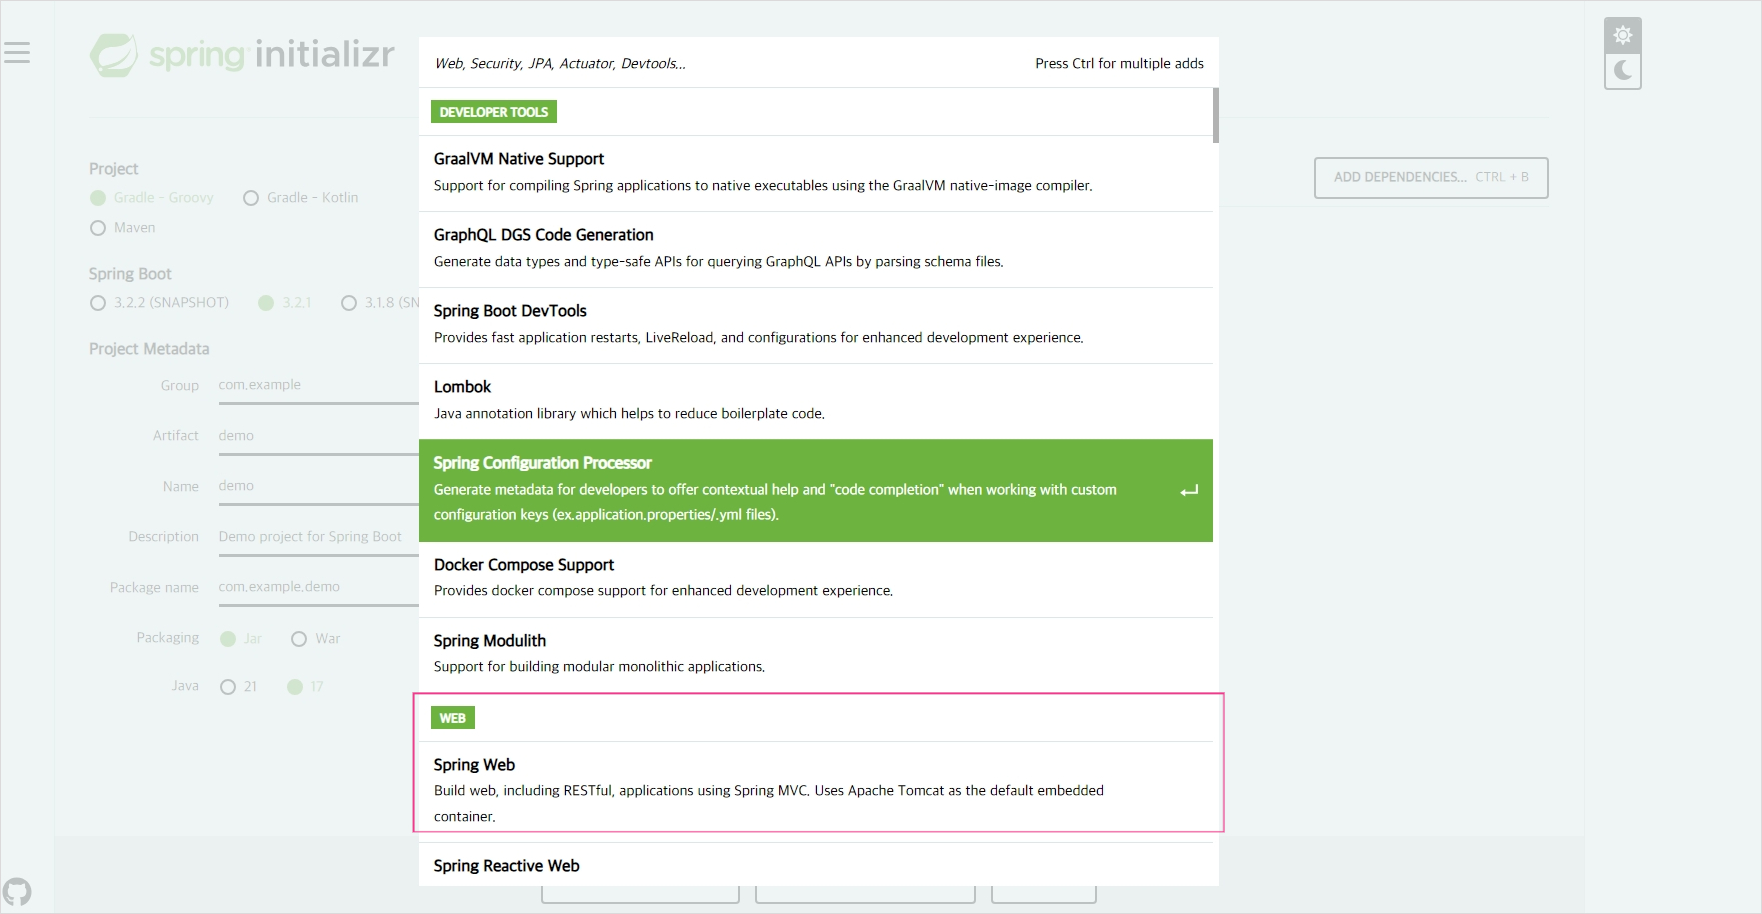 spring initializr
Web, Security, JPA, Actuator, Devtools...
Press Ctrl for multiple adds
DEVELOPER TOOLS
GraalVM Native Support
Support for compiling Spring applications to native executables using the GraalVM native-image compiler.
GraphQL DGS Code Generation
Generate data types and type-safe APIs for querying GraphQL APIs by parsing schema files.
Spring Boot DevTools
Provides fast application restarts, LiveReload, and configurations for enhanced development experience.
Lombok
Java annotation library which helps to reduce boilerplate code.
Spring Configuration Processor
Generate metadata for developers to offer contextual help and "code completion" when working with custom
configuration keys (ex.application.properties/.yml files).
Docker Compose Support
Provides docker compose support for enhanced development experience.
Spring Modulith
Support for building modular monolithic applications.
WEB
Spring Web
Build web, including RESTful, applications using Spring MVC. Uses Apache Tomcat as the default embedded
container.
Spring Reactive Web
Project
Gradle - Groovy
Gradle - Kotlin
Maven
Spring Boot
3.2.2 (SNAPSHOT)
3.2.1
3.1.8 (SN
Project Metadata
Group
com.example
Artifact
demo
Name
demo
Description
Demo project for Spring Boot
Package name
com.example.demo
Packaging
Jar
War
Java
21
17
ADD DEPENDENCIES... CTRL + B